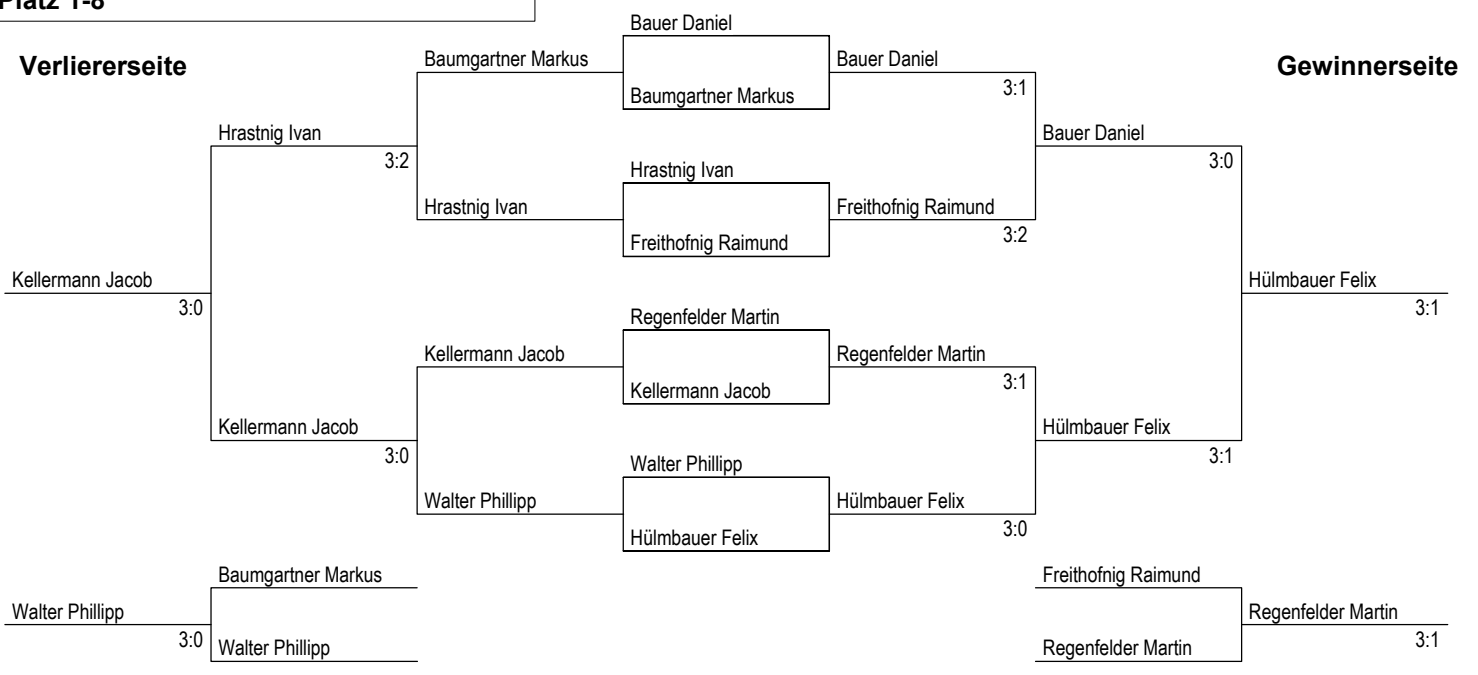 Platz 1-8
Bauer Daniel
Verliererseite
Baumgartner Markus
Bauer Daniel
Gewinnerseite
3:1
Baumgartner Markus
Hrastnig Ivan
Bauer Daniel
3:2
3:0
Hrastnig Ivan
Hrastnig Ivan
Freithofnig Raimund
3:2
Freithofnig Raimund
Kellermann Jacob
Hülmbauer Felix
3:0
3:1
Regenfelder Martin
Kellermann Jacob
Regenfelder Martin
3:1
Kellermann Jacob
Kellermann Jacob
Hülmbauer Felix
3:0
3:1
Walter Phillipp
Walter Phillipp
Hülmbauer Felix
3:0
Hülmbauer Felix
Baumgartner Markus
Freithofnig Raimund
Walter Phillipp
Regenfelder Martin
3:0
3:1
Walter Phillipp
Regenfelder Martin